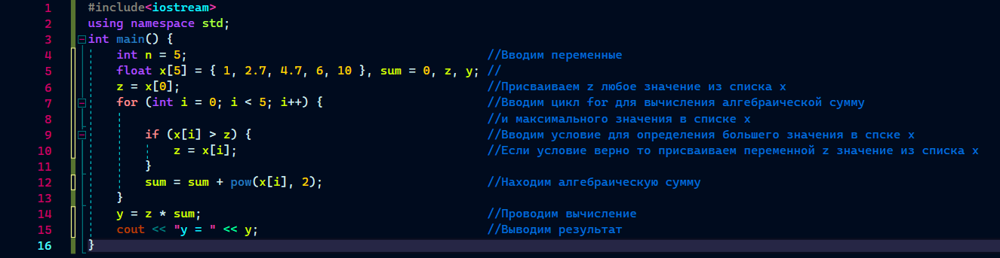 1 #include<iostream>
2 using namespace std;
3 int main() {
4 int n = 5; //Вводим переменные
5 float x[5] = { 1, 2.7, 4.7, 6, 10 }, sum = 0, z, y; //
6 z = x[0]; //Присваиваем z любое значение из списка x
7 for (int i = 0; i < 5; i++) { //Вводим цикл for для вычисления алгебраической сумму
8 //и максимального значения в списке x
9 if (x[i] > z) { //Вводим условие для определения большего значения в спске x
10 z = x[i]; //Если условие верно то присваиваем переменной z значение из списка x
11 }
12 sum = sum + pow(x[i], 2); //Находим алгебраическую сумму
13 }
14 y = z * sum; //Проводим вычисление
15 cout << "y = " << y; //Выводим результат
16 }